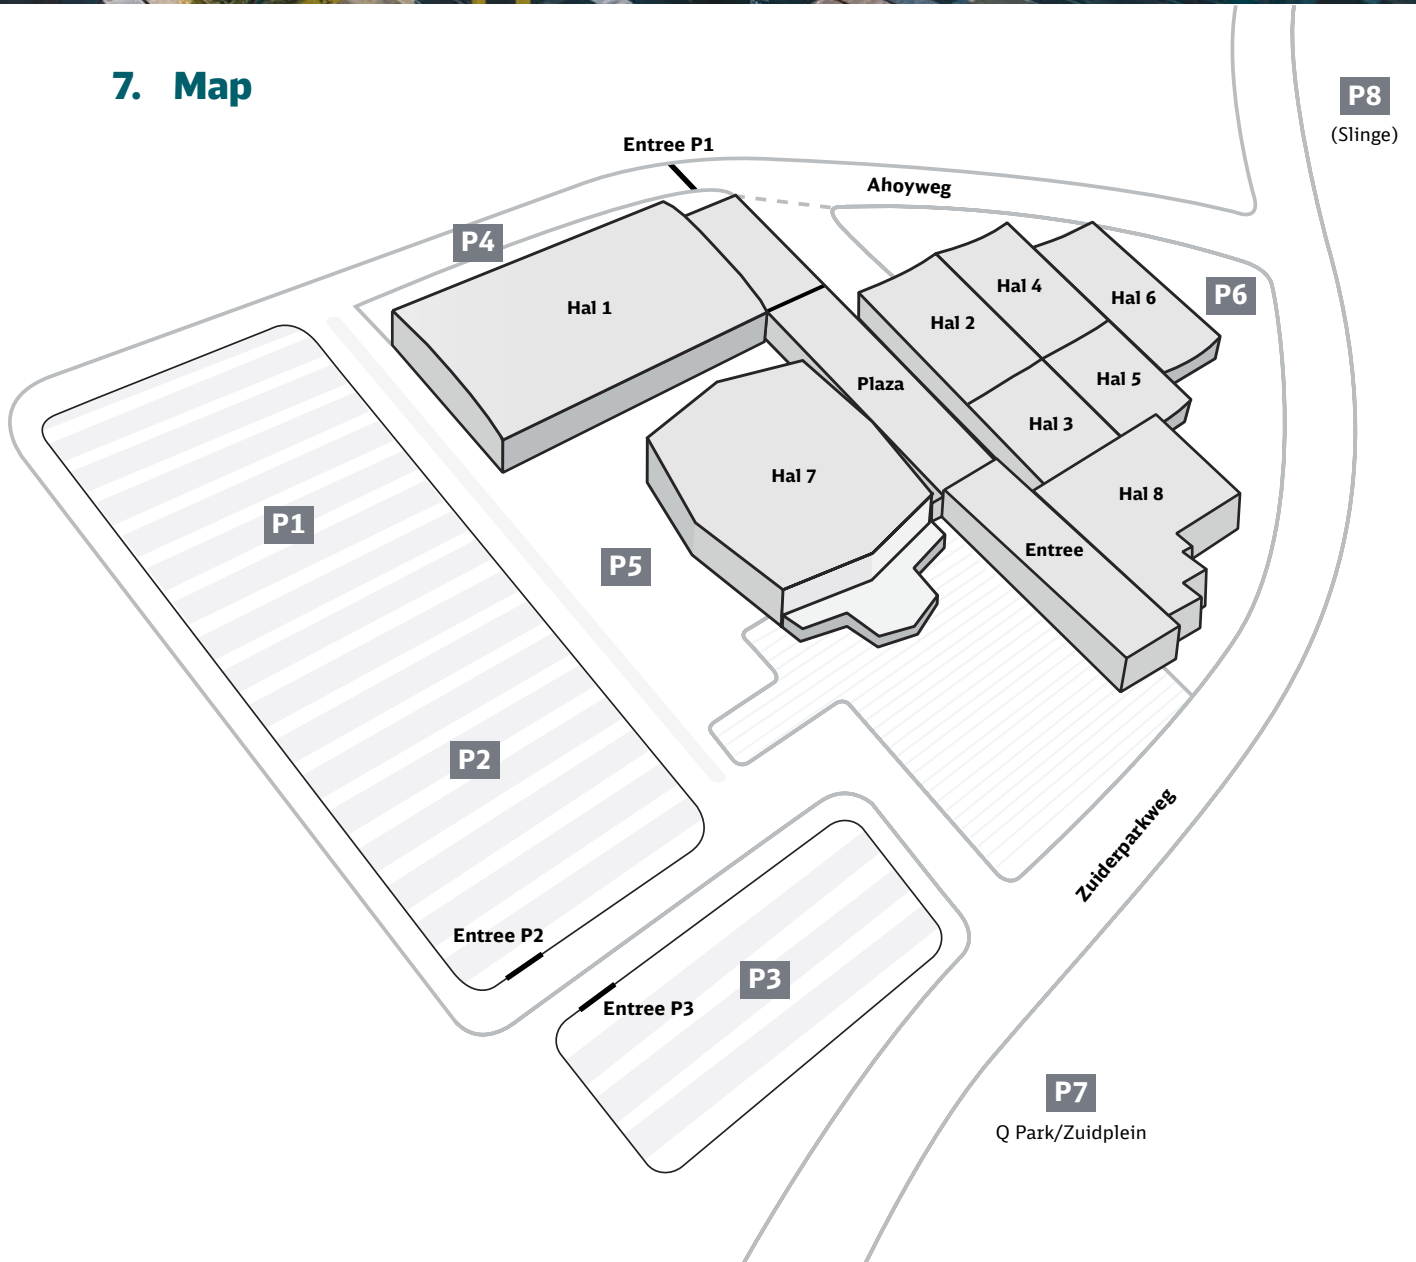 7. Map
P8
(Slinge)
Entree P1
Ahoyweg
P4
Hal 1
Hal 4
Hal 6
P6
Hal 2
Plaza
Hal 5
Hal 3
Hal 7
Hal 8
P1
Entree
P5
P2
Zuiderparkweg
Entree P2
P3
Entree P3
P7
Q Park/Zuidplein